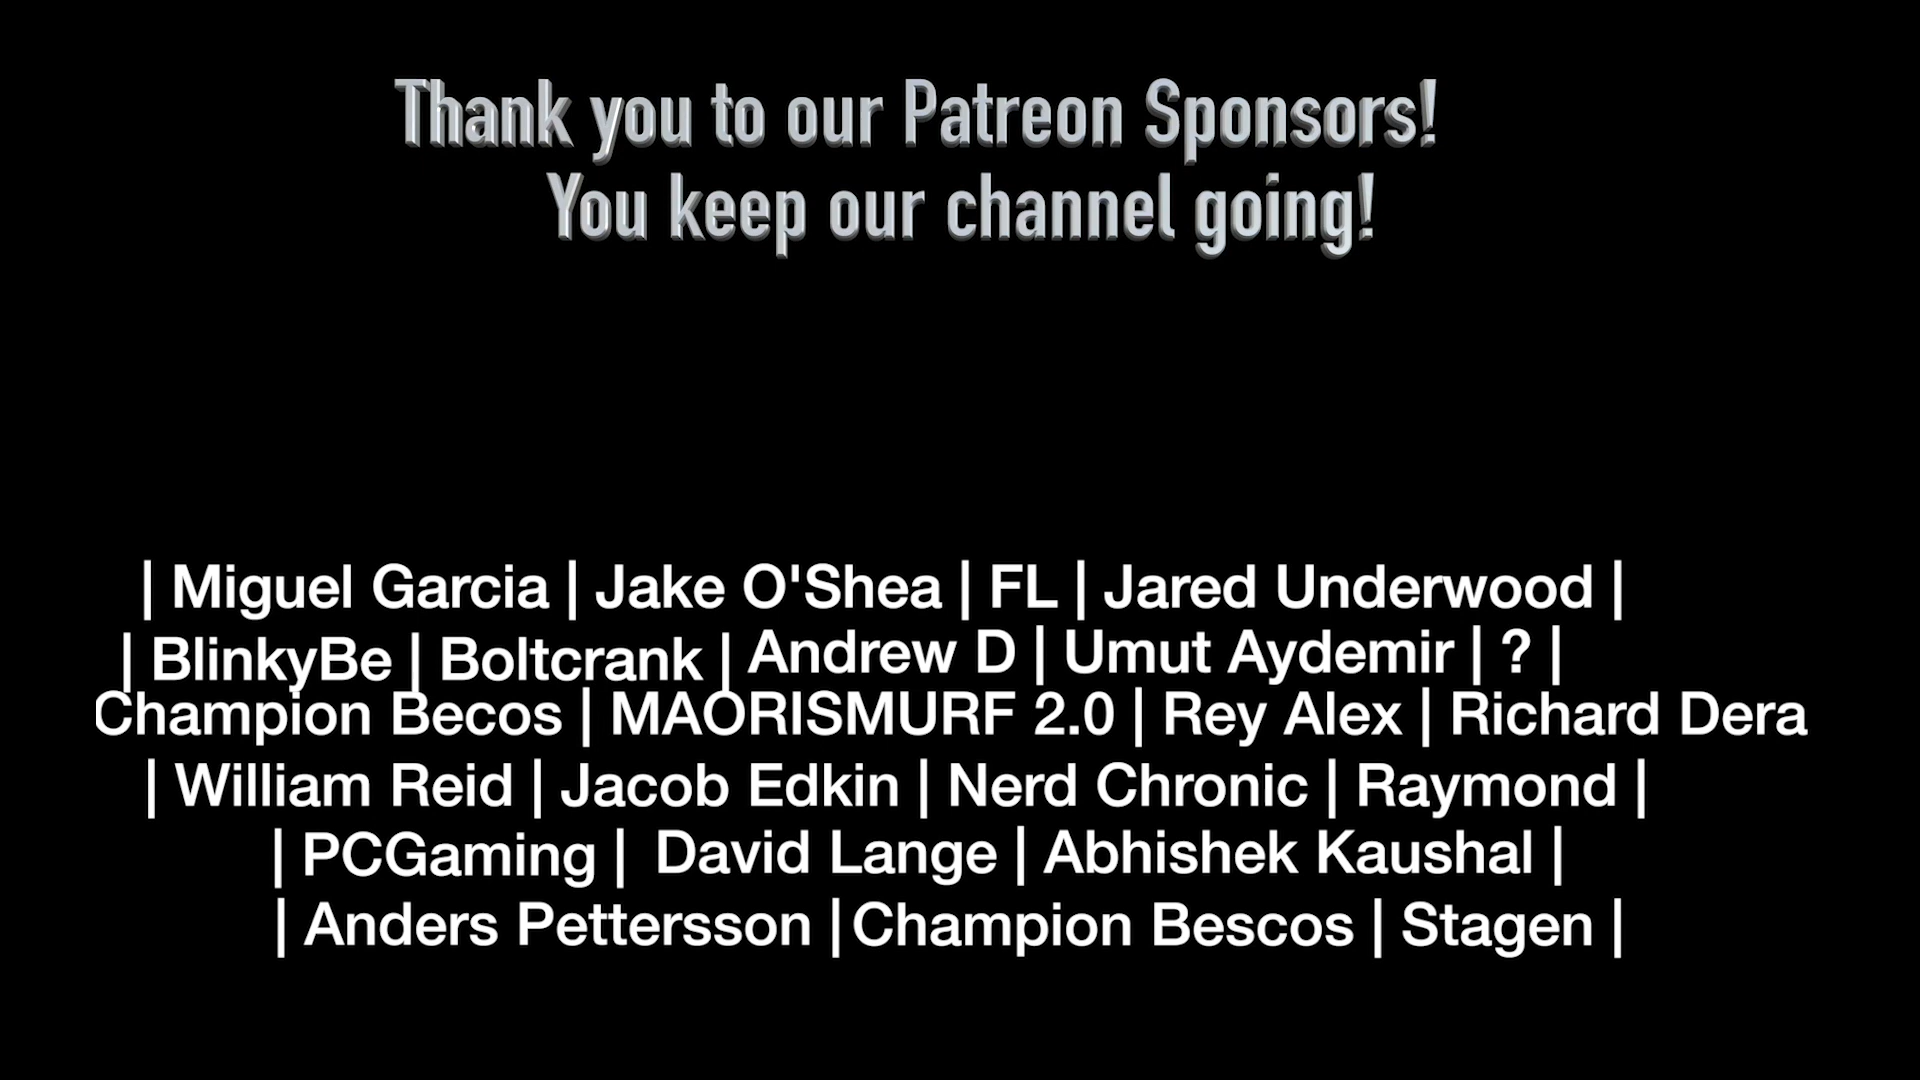 Thank you to our Patreon Sponsors!
You keep our channel going!
| Miguel Garcia | Jake O'Shea | FL | Jared Underwood |
| BlinkyBe | Boltcrank | Andrew D | Umut Aydemir | ? |
Champion Becos | MAORISMURF 2.0 | Rey Alex | Richard Dera
| William Reid | Jacob Edkin | Nerd Chronic | Raymond |
| PCGaming | David Lange | Abhishek Kaushal |
| Anders Pettersson | Champion Bescos | Stagen |